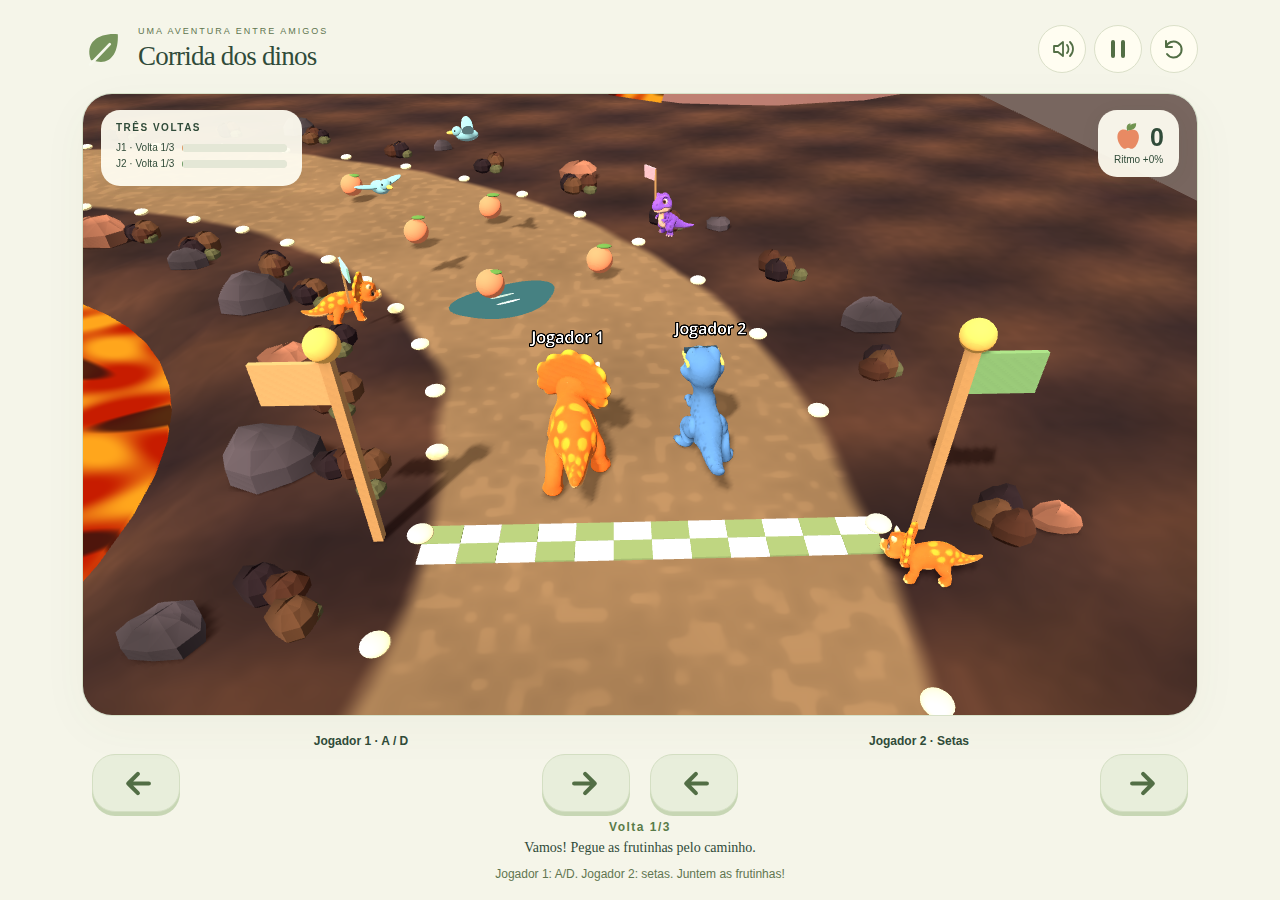 UMA AVENTURA ENTRE AMIGOS
Corrida dos dinos
TRÊS VOLTAS
J1 · Volta 1/3
J2 · Volta 1/3
0
Ritmo +0%
Jogador 1
Jogador 2
Jogador 1 · A / D
Jogador 2 · Setas
Volta 1/3
Vamos! Pegue as frutinhas pelo caminho.
Jogador 1: A/D. Jogador 2: setas. Juntem as frutinhas!